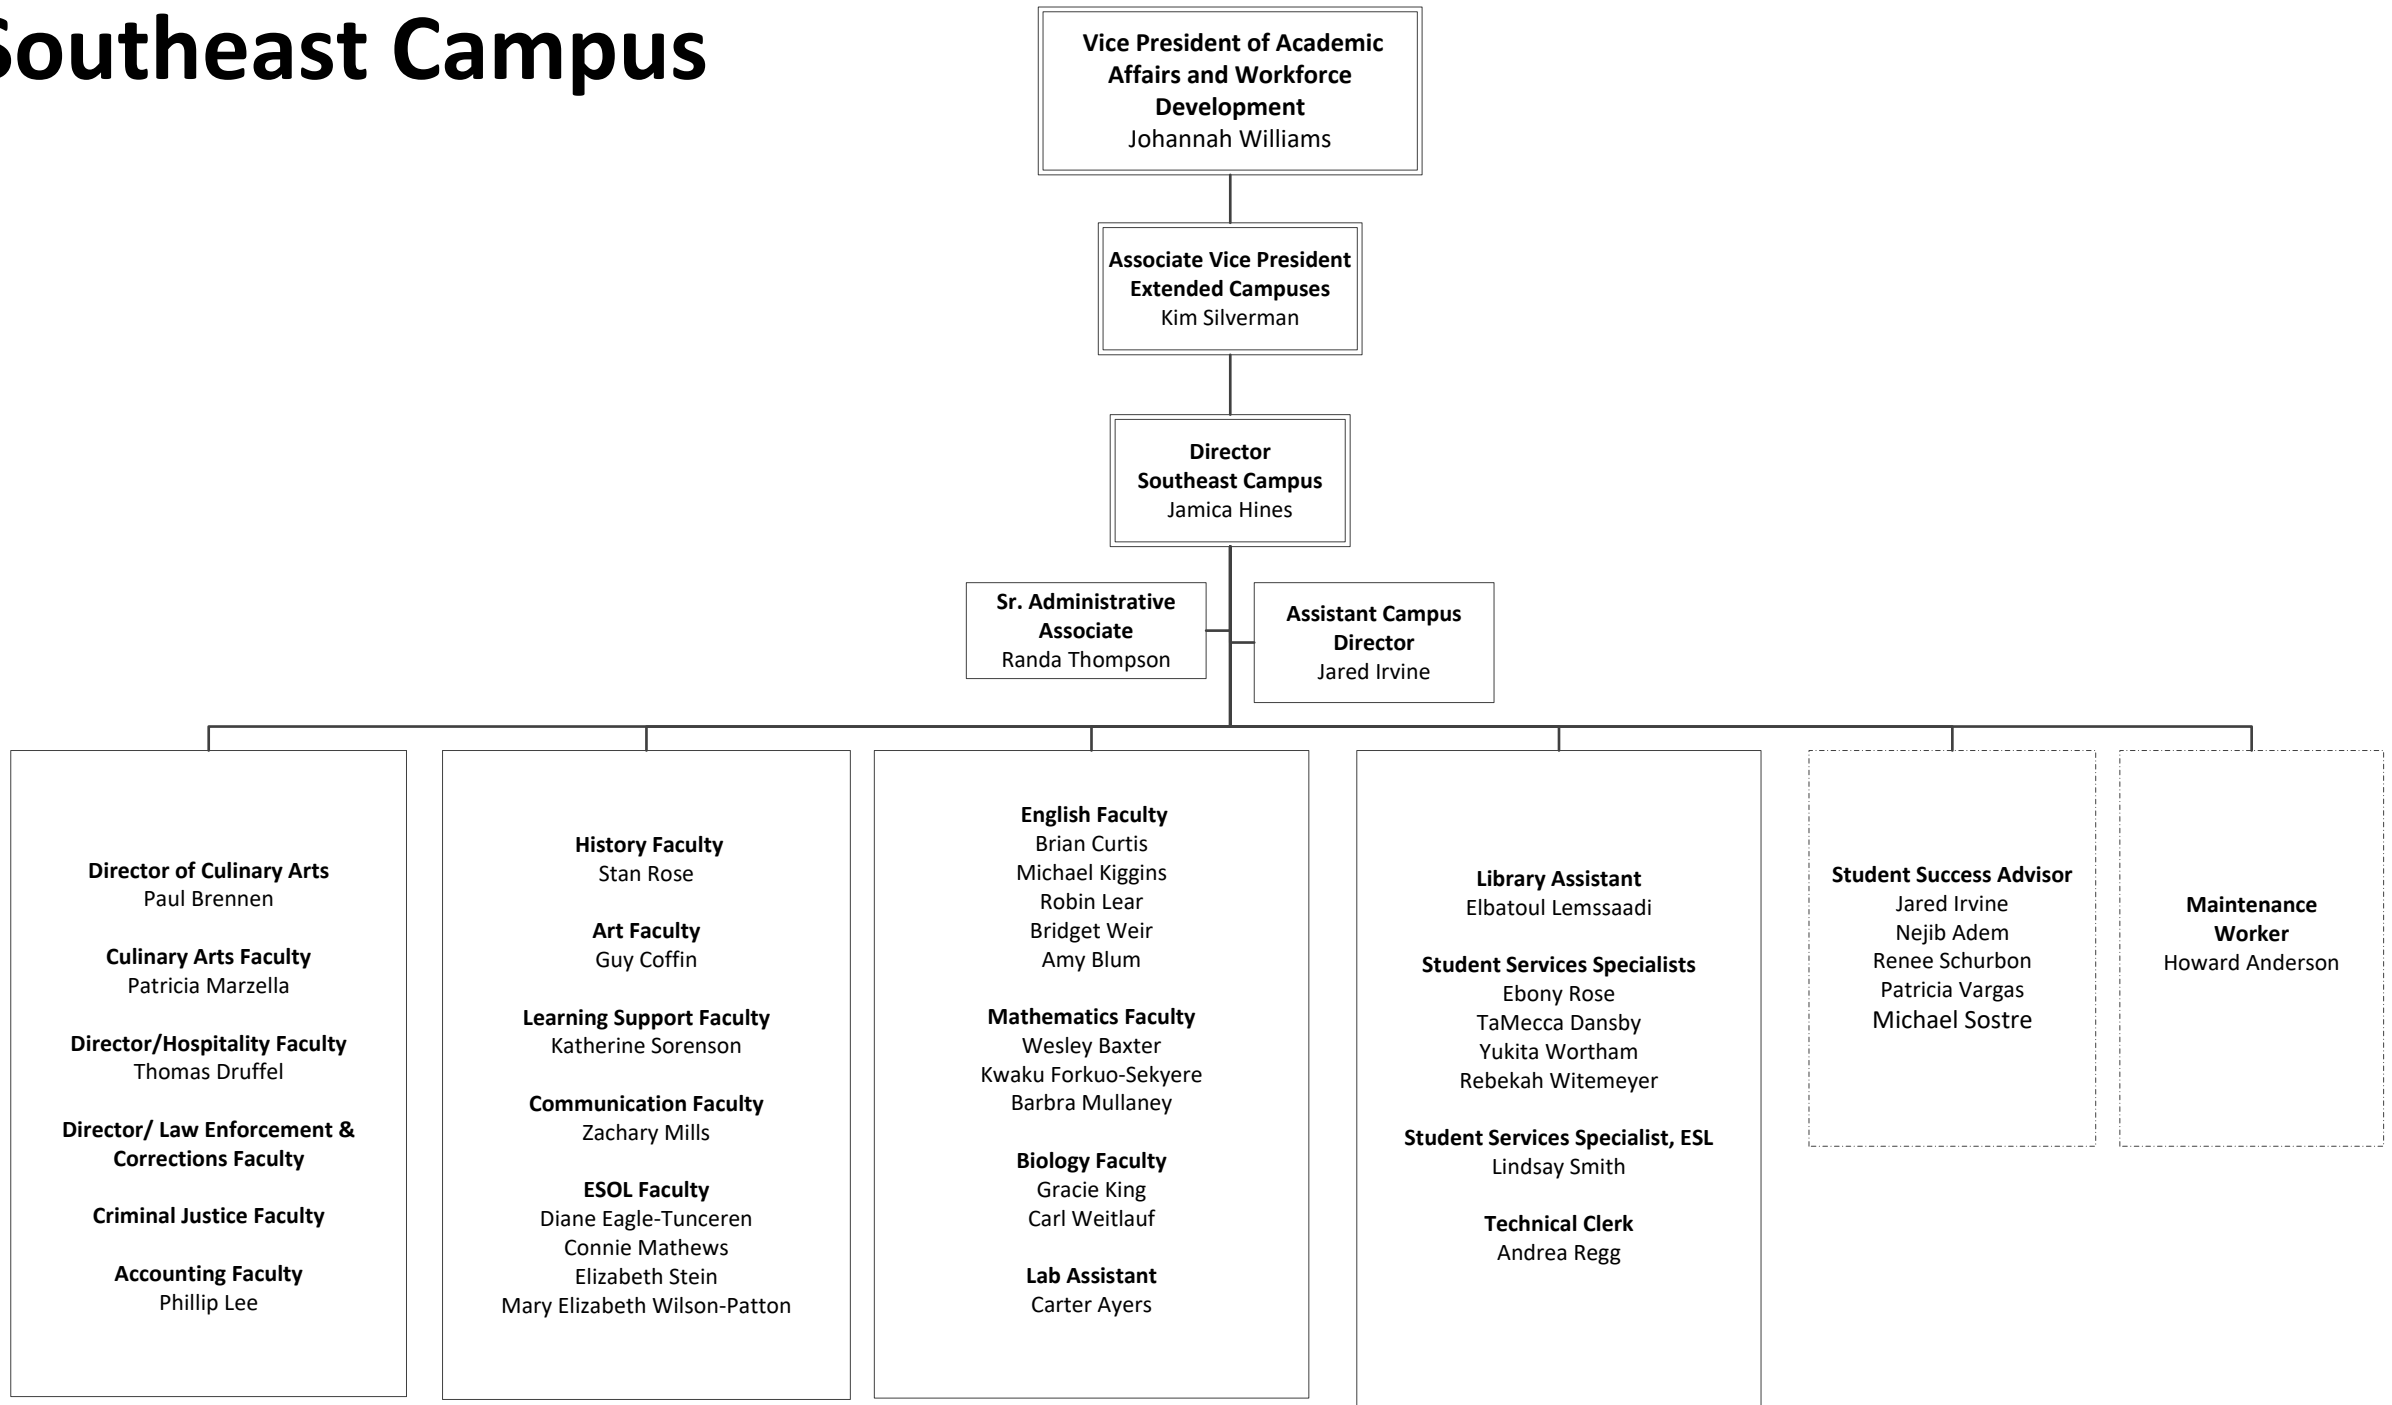 Southeast Campus
Vice President of Academic
Affairs and Workforce
Development
Johannah Williams
Associate Vice President
Extended Campuses
Kim Silverman
Director
Southeast Campus
Jamica Hines
Sr. Administrative
Associate
Randa Thompson
Assistant Campus
Director
Jared Irvine
Director of Culinary Arts
Paul Brennen
Culinary Arts Faculty
Patricia Marzella
Director/Hospitality Faculty
Thomas Druffel
Director/ Law Enforcement &
Corrections Faculty
Criminal Justice Faculty
Accounting Faculty
Phillip Lee
History Faculty
Stan Rose
Art Faculty
Guy Coffin
Learning Support Faculty
Katherine Sorenson
Communication Faculty
Zachary Mills
ESOL Faculty
Diane Eagle-Tunceren
Connie Mathews
Elizabeth Stein
Mary Elizabeth Wilson-Patton
English Faculty
Brian Curtis
Michael Kiggins
Robin Lear
Bridget Weir
Amy Blum
Mathematics Faculty
Wesley Baxter
Kwaku Forkuo-Sekyere
Barbra Mullaney
Biology Faculty
Gracie King
Carl Weitlauf
Lab Assistant
Carter Ayers
Library Assistant
Elbatoul Lemssaadi
Student Services Specialists
Ebony Rose
TaMecca Dansby
Yukita Wortham
Rebekah Witemeyer
Student Services Specialist, ESL
Lindsay Smith
Technical Clerk
Andrea Regg
Student Success Advisor
Jared Irvine
Nejib Adem
Renee Schurbon
Patricia Vargas
Michael Sostre
Maintenance
Worker
Howard Anderson